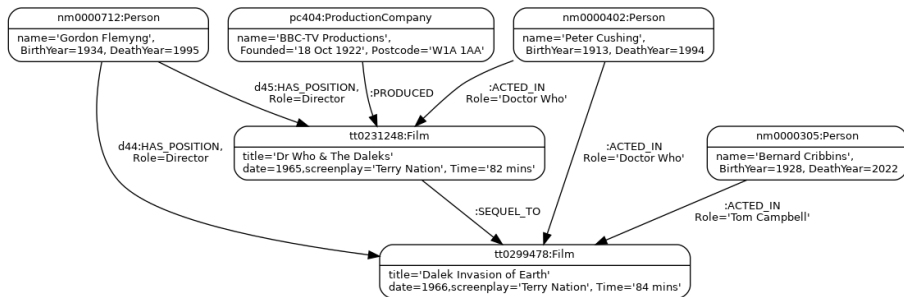 nm0000712:Person
name='Gordon Flemyng',
BirthYear=1934, DeathYear=1995
pc404:ProductionCompany
name='BBC-TV Productions',
Founded='18 Oct 1922', Postcode='W1A 1AA'
nm0000402:Person
name='Peter Cushing',
BirthYear=1913, DeathYear=1994
d45:HAS_POSITION,
Role=Director
:PRODUCED
:ACTED_IN
Role='Doctor Who'
tt0231248:Film
title='Dr Who & The Daleks'
date=1965,screenplay='Terry Nation', Time='82 mins'
nm0000305:Person
name='Bernard Cribbins',
BirthYear=1928, DeathYear=2022
d44:HAS_POSITION,
Role=Director
:ACTED_IN
Role='Doctor Who'
:SEQUEL_TO
:ACTED_IN
Role='Tom Campbell'
tt0299478:Film
title='Dalek Invasion of Earth'
date=1966,screenplay='Terry Nation', Time='84 mins'